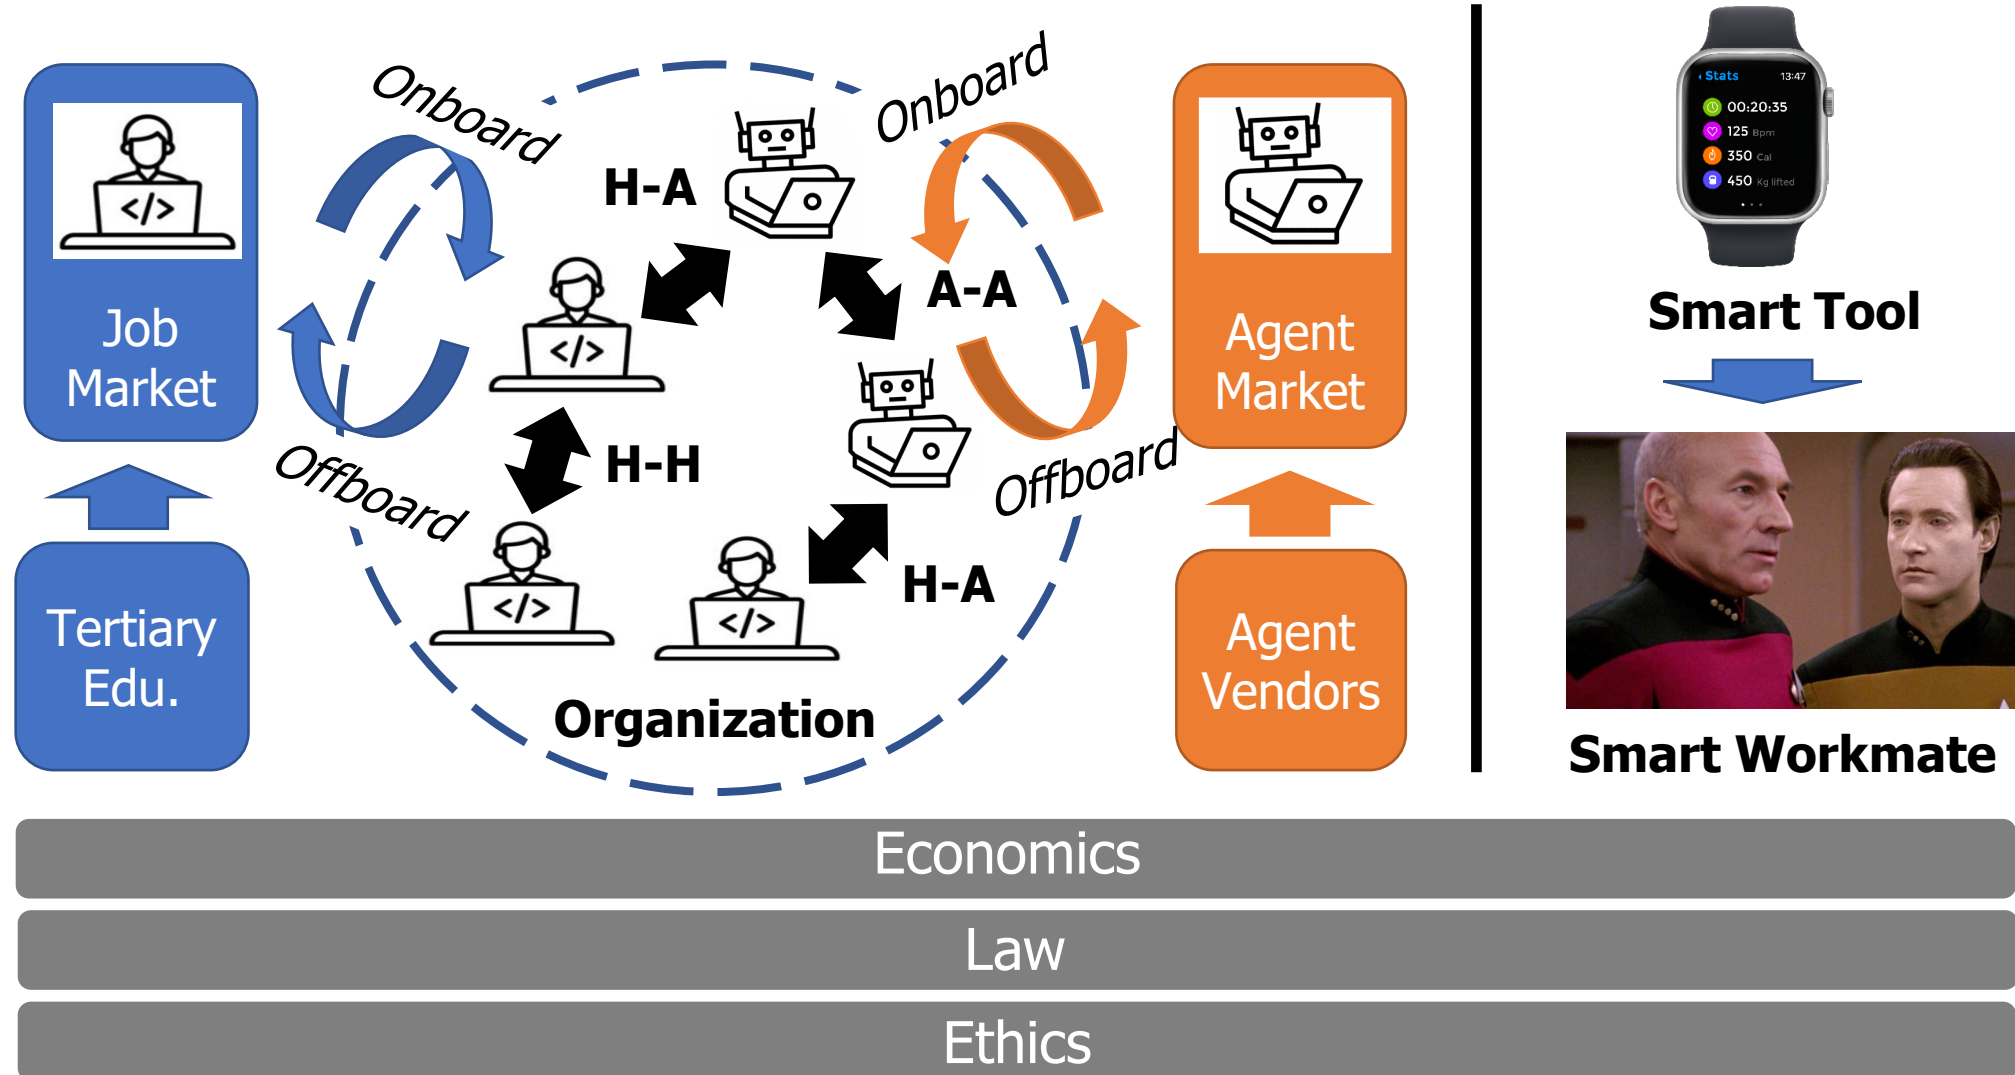 Job
Market
Tertiary
Edu.
Onboard
Offboard
</>
</>
</>
</>
H-A
A-A
H-H
H-A
Organization
Onboard
Offboard
Agent
Market
Agent
Vendors
Stats 13:47
00:20:35
125 Bpm
350 Cal
450 Kg lifted
Smart Tool
Smart Workmate
Economics
Law
Ethics